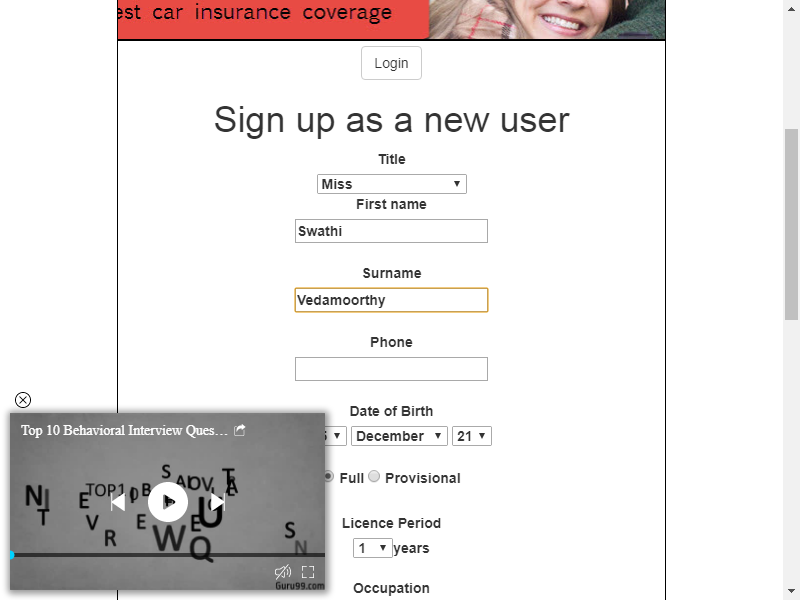 est car insurance coverage
Login
Sign up as a new user
Title
Miss
First name
Swathi
Surname
Vedamoorthy
Phone
Date of Birth
December 21
Full Provisional
Licence Period
1 years
Occupation
Top 10 Behavioral Interview Ques...
TOP10
Guru99.com